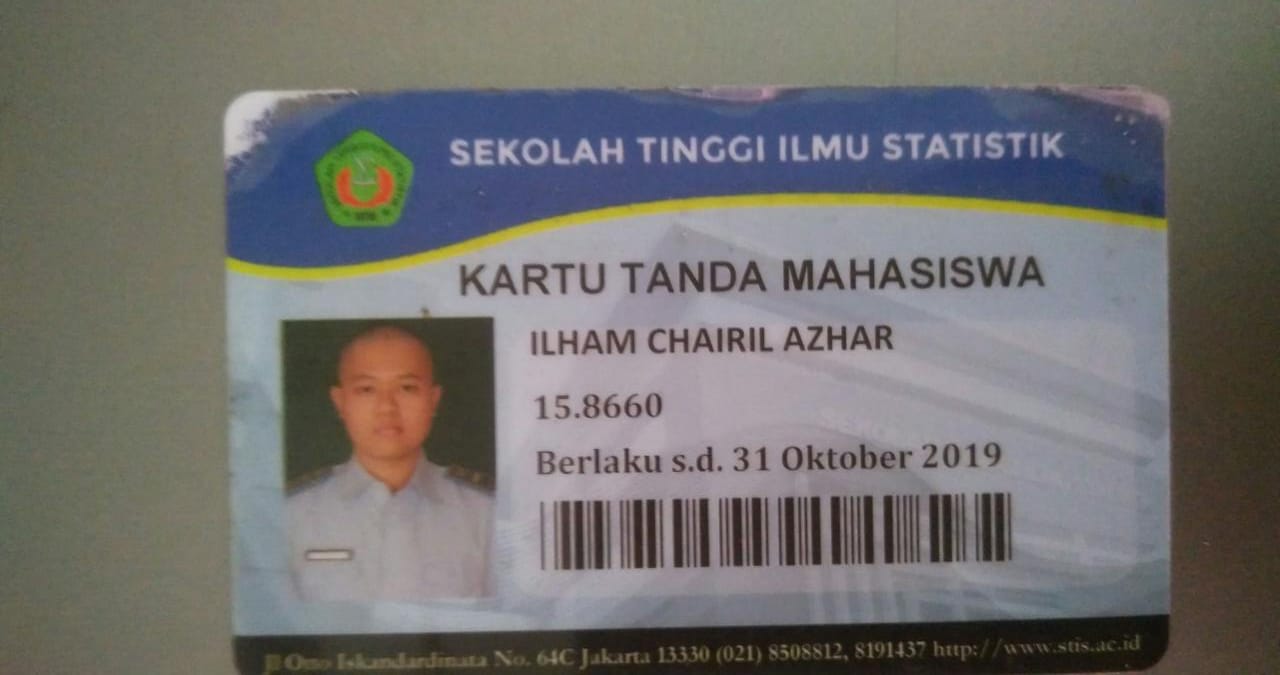 SEKOLAH TINGGI ILMU STATISTIK
KARTU TANDA MAHASISWA
ILHAM CHAIRIL AZHAR
15.8660
Berlaku s.d. 31 Oktober 2019
Jl Otto Iskandardinata No. 64C Jakarta 13330 (021) 8508812, 8191437 http://www.stis.ac.id